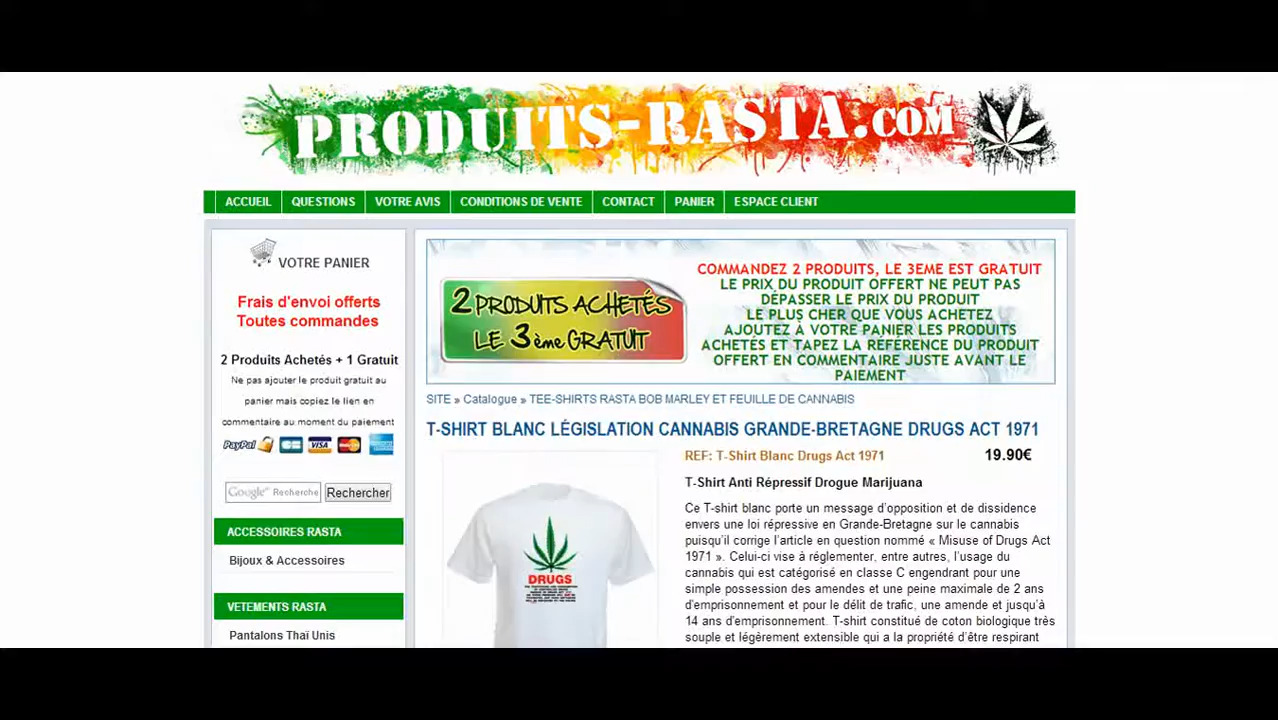 PRODUITS-RASTA.COM
ACCUEIL
QUESTIONS
VOTRE AVIS
CONDITIONS DE VENTE
CONTACT
PANIER
ESPACE CLIENT
VOTRE PANIER
Frais d'envoi offerts
Toutes commandes
2 Produits Achetés + 1 Gratuit
Ne pas ajouter le produit gratuit au
panier mais copiez le lien en
commentaire au moment du paiement
PayPal
VISA
MasterCard
Google Recherche
Rechercher
ACCESSOIRES RASTA
Bijoux & Accessoires
VETEMENTS RASTA
Pantalons Thaï Unis
2 PRODUITS ACHETÉS
LE 3ème GRATUIT
COMMANDEZ 2 PRODUITS, LE 3EME EST GRATUIT
LE PRIX DU PRODUIT OFFERT NE PEUT PAS
DÉPASSER LE PRIX DU PRODUIT
LE PLUS CHER QUE VOUS ACHETEZ
AJOUTEZ À VOTRE PANIER LES PRODUITS
ACHETÉS ET TAPEZ LA RÉFÉRENCE DU PRODUIT
OFFERT EN COMMENTAIRE JUSTE AVANT LE
PAIEMENT
SITE » Catalogue » TEE-SHIRTS RASTA BOB MARLEY ET FEUILLE DE CANNABIS
T-SHIRT BLANC LÉGISLATION CANNABIS GRANDE-BRETAGNE DRUGS ACT 1971
REF: T-Shirt Blanc Drugs Act 1971
19.90€
T-Shirt Anti Répressif Drogue Marijuana
Ce T-shirt blanc porte un message d'opposition et de dissidence
envers une loi répressive en Grande-Bretagne sur le cannabis
puisqu'il corrige l'article en question nommé « Misuse of Drugs Act
1971 ». Celui-ci vise à réglementer, entre autres, l'usage du
cannabis qui est catégorisé en classe C engendrant pour une
simple possession des amendes et une peine maximale de 2 ans
d'emprisonnement et pour le délit de trafic, une amende et jusqu'à
14 ans d'emprisonnement. T-shirt constitué de coton biologique très
souple et légèrement extensible qui a la propriété d'être respirant
DRUGS